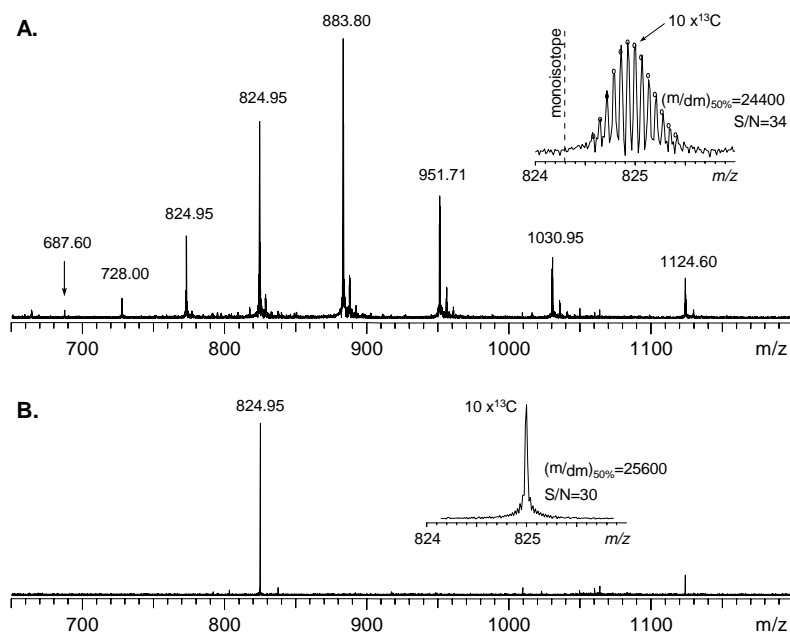 A.
883.80
824.95
824.95
951.71
687.60
728.00
1030.95
1124.60
monoisotope
10 x¹³C
(m/dm)50%=24400
S/N=34
824 825 m/z
700 800 900 1000 1100 m/z
B.
824.95
10 x¹³C
(m/dm)50%=25600
S/N=30
824 825 m/z
700 800 900 1000 1100 m/z